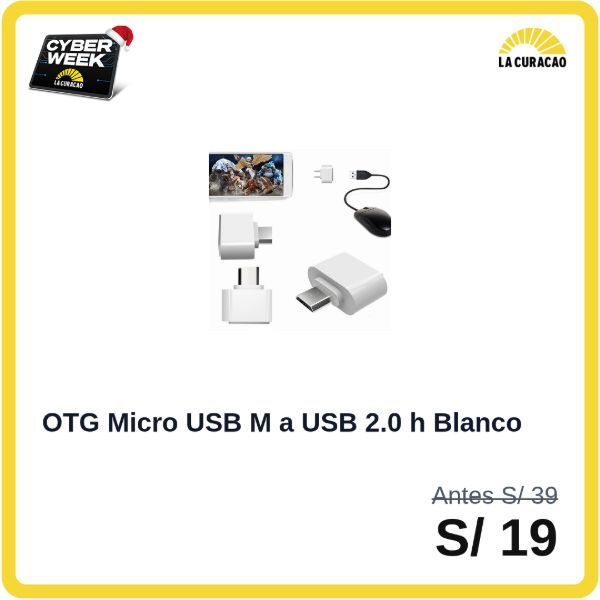 CYBER
WEEK
LA CURACAO
LA CURACAO
OTG Micro USB M a USB 2.0 h Blanco
Antes S/ 39
S/ 19